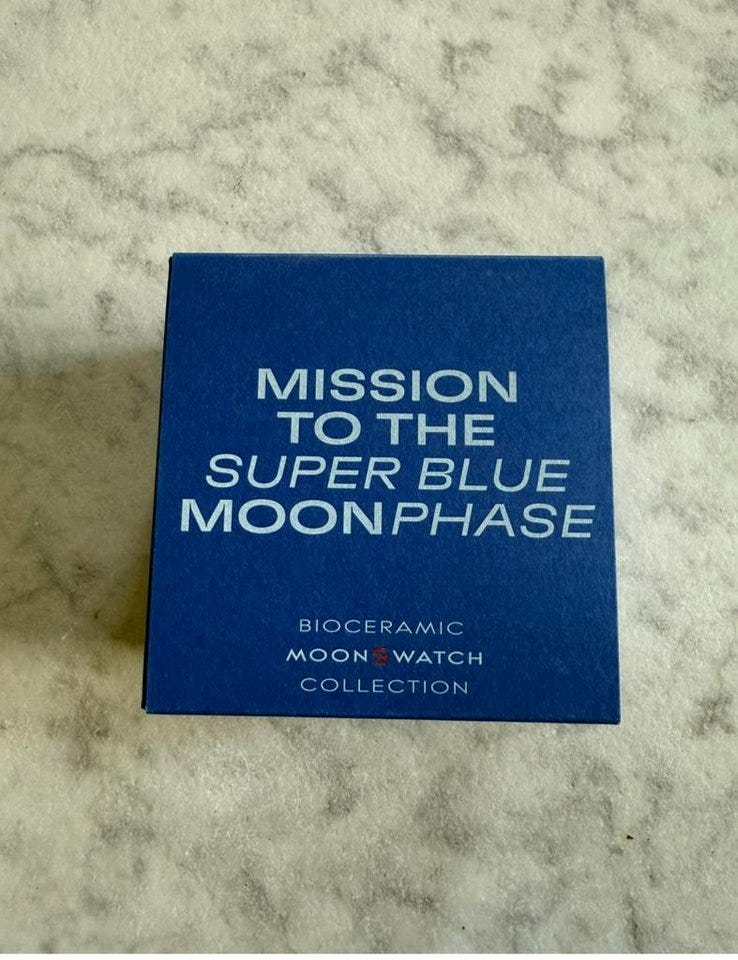 MISSION
TO THE
SUPER BLUE
MOONPHASE
BIOCERAMIC
MOONSWATCH
COLLECTION